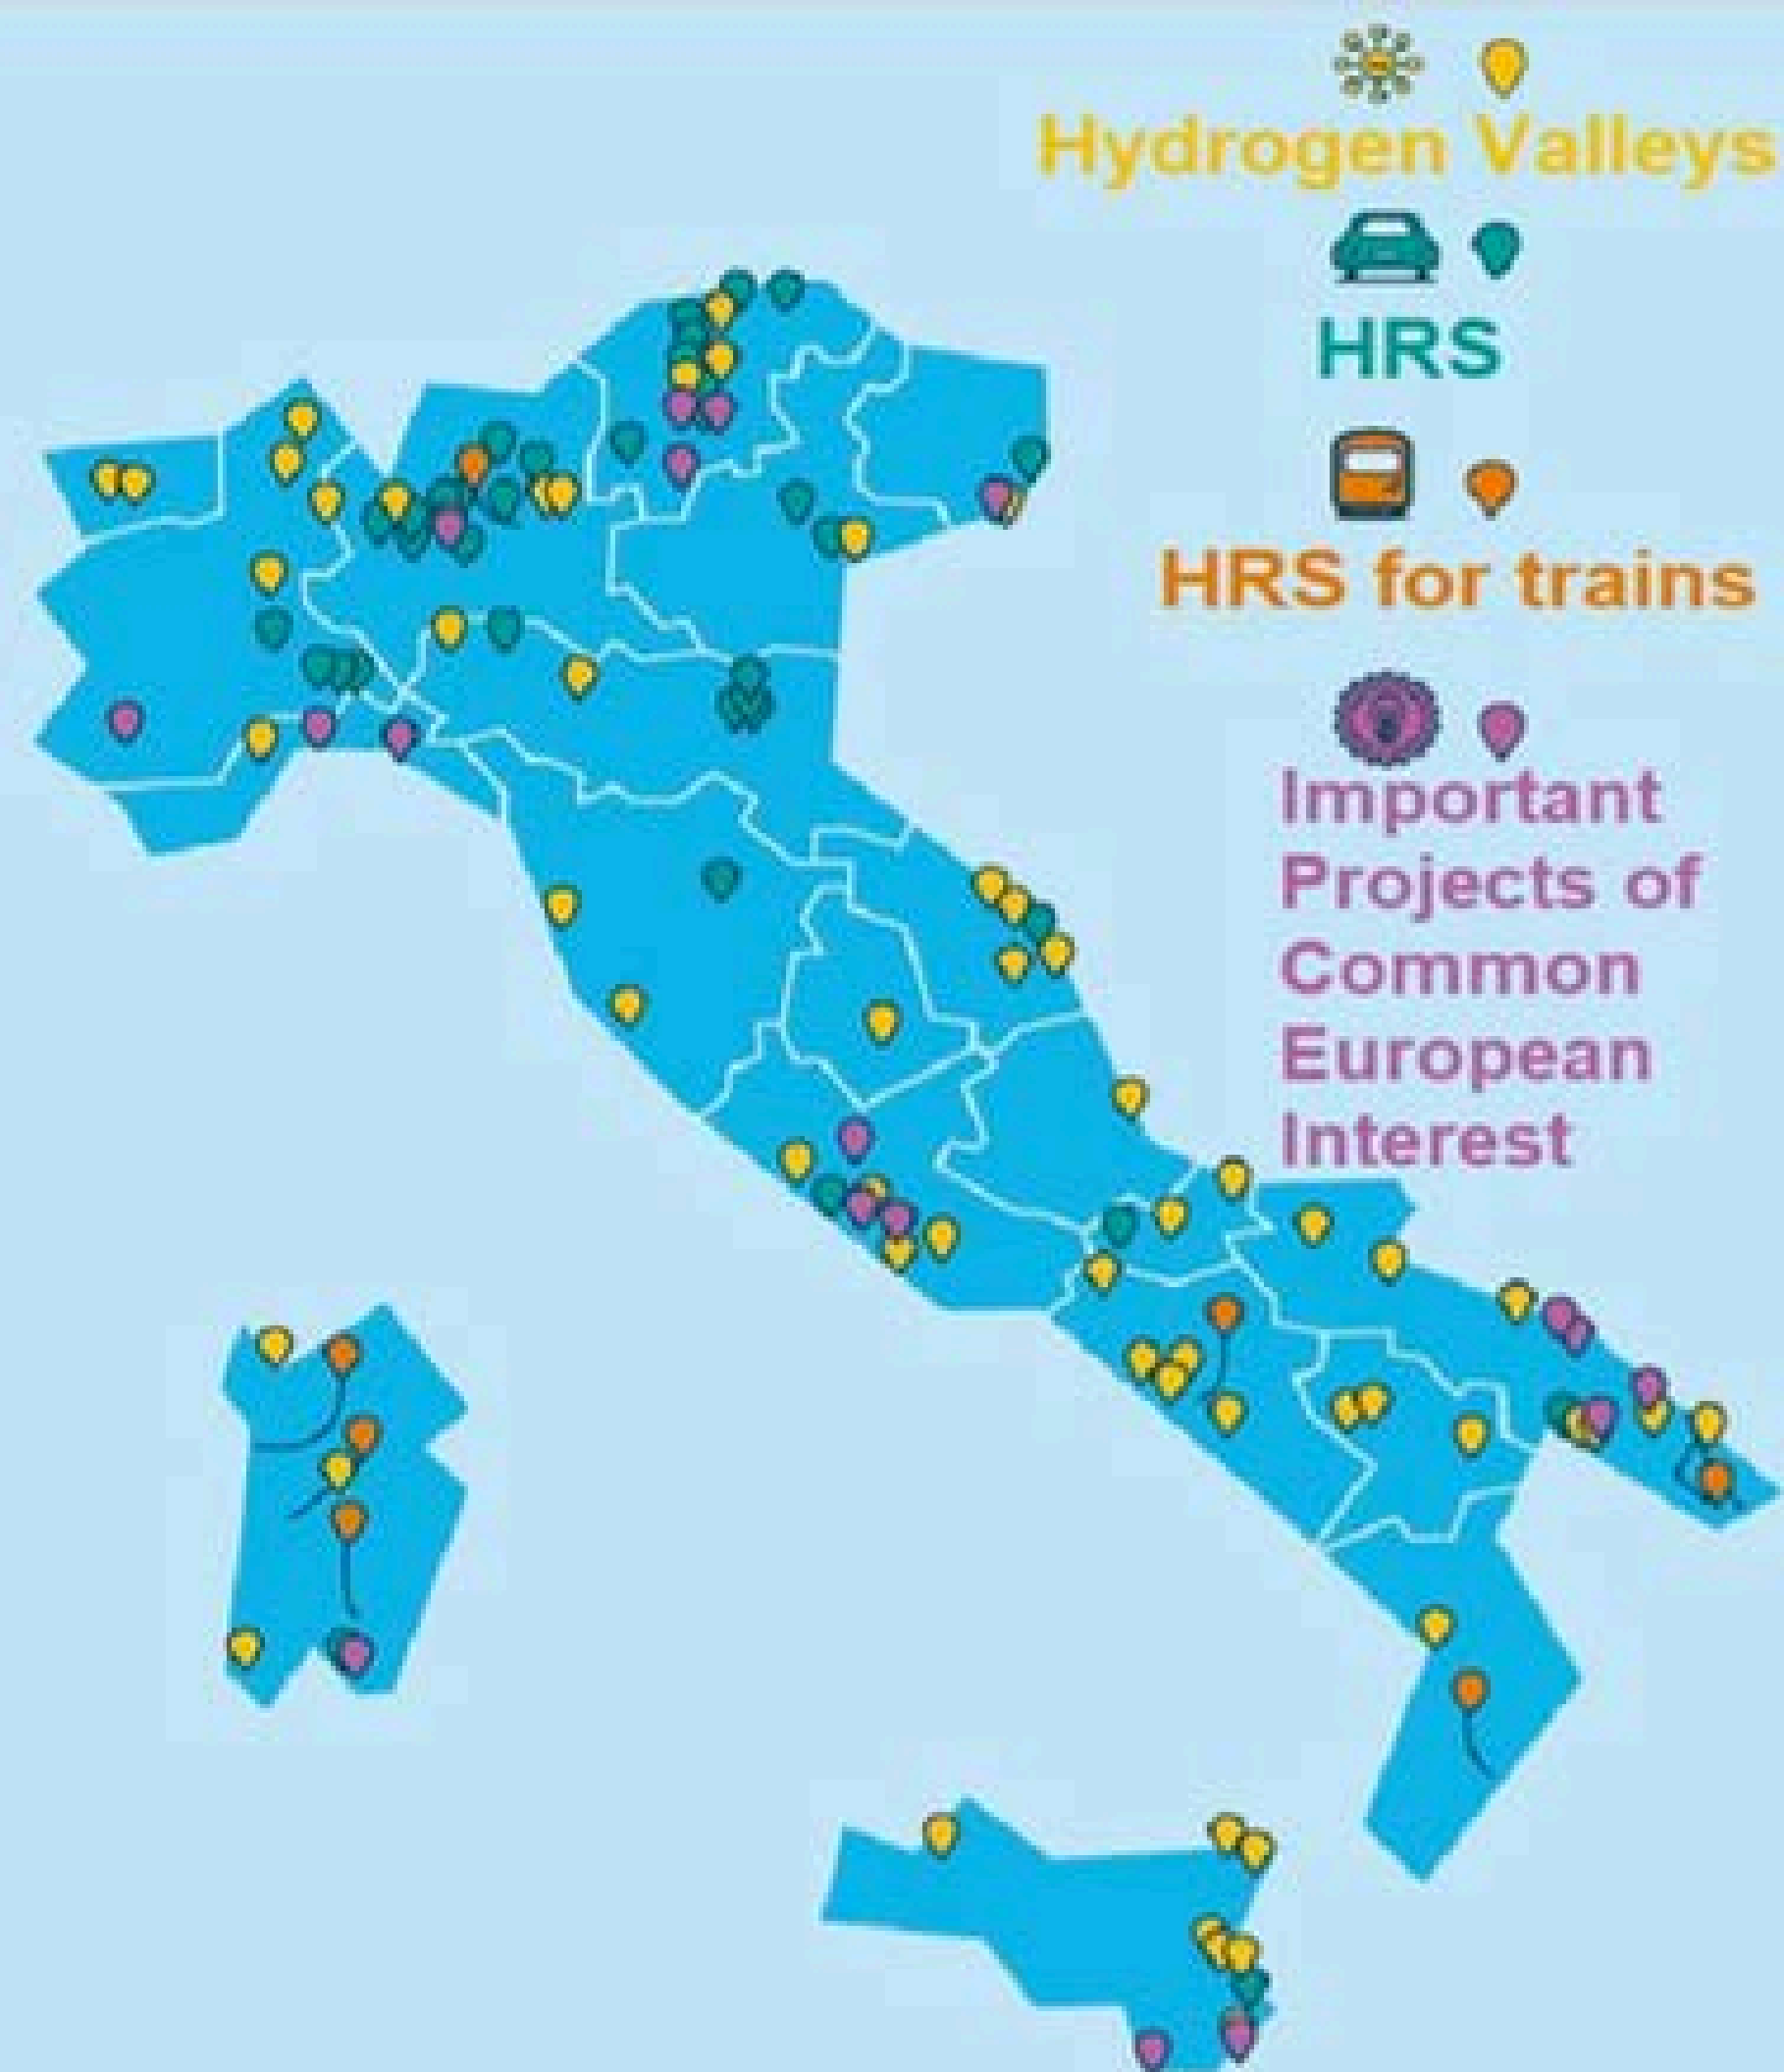 Hydrogen Valleys
HRS
HRS for trains
Important
Projects of
Common
European
Interest